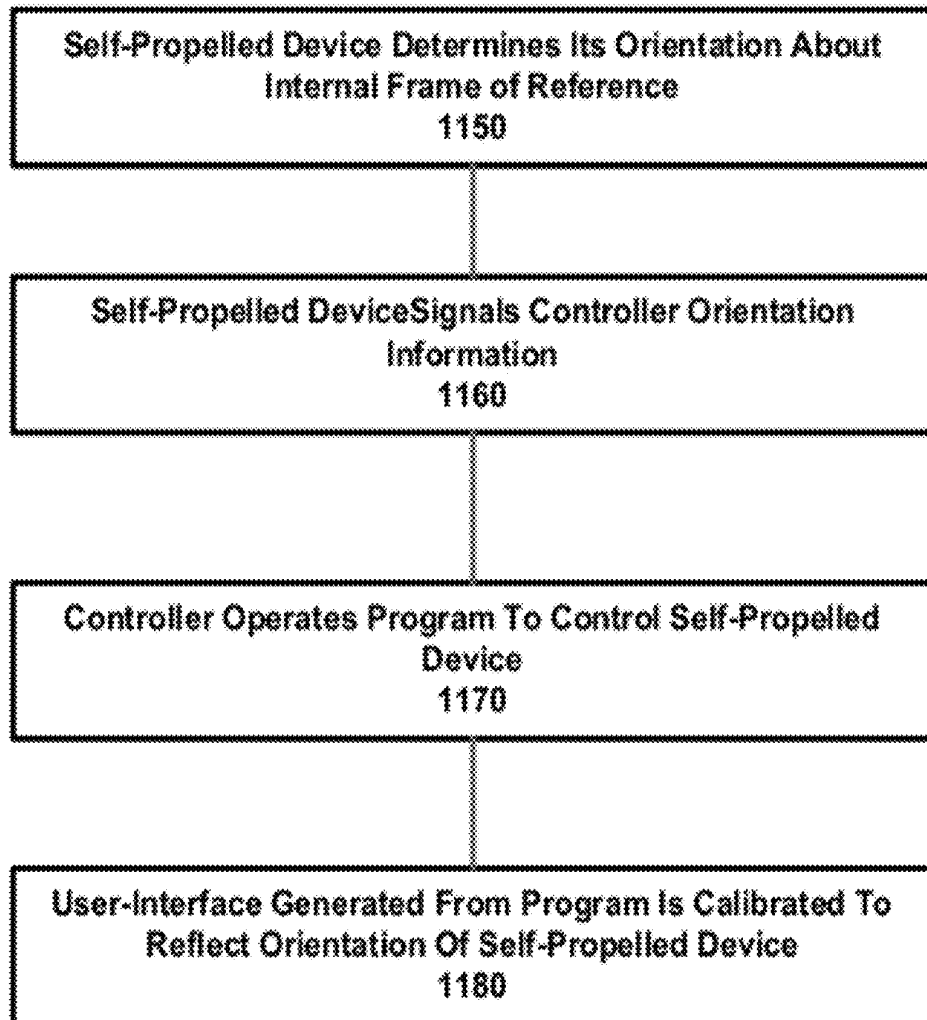 Self-Propelled Device Determines Its Orientation About
Internal Frame of Reference
1150
Self-Propelled DeviceSignals Controller Orientation
Information
1160
Controller Operates Program To Control Self-Propelled
Device
1170
User-Interface Generated From Program Is Calibrated To
Reflect Orientation Of Self-Propelled Device
1180